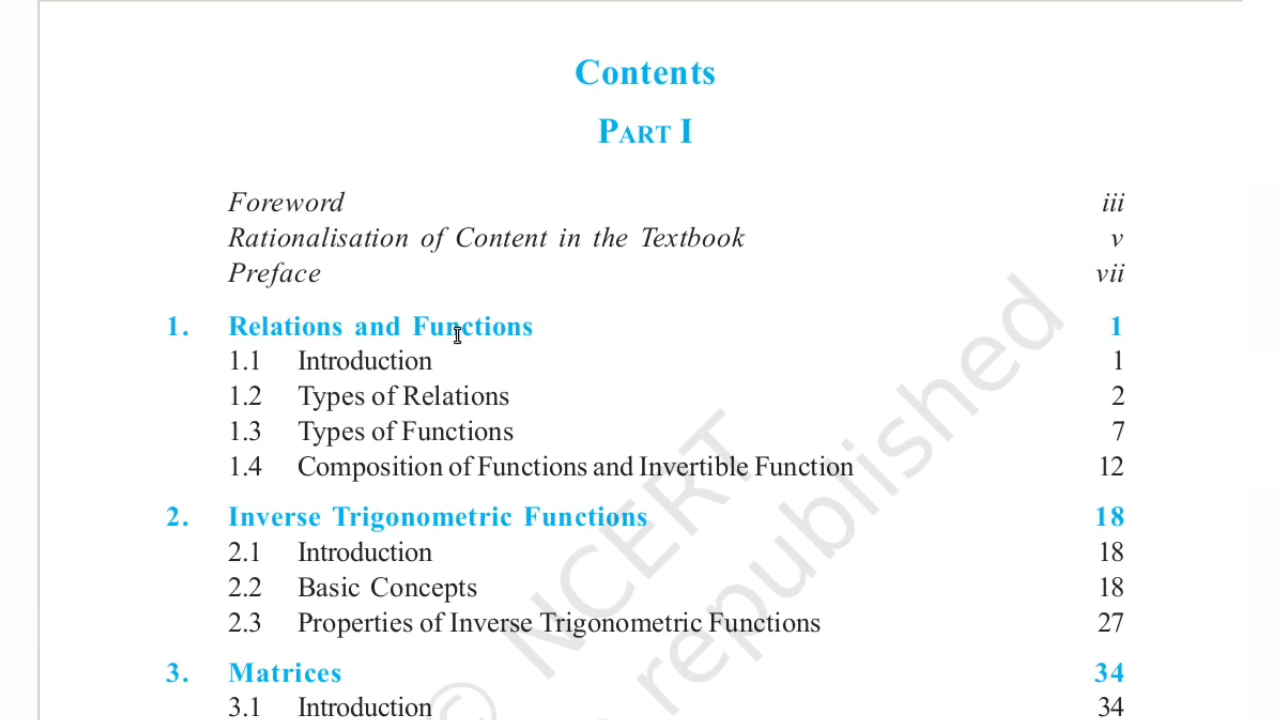 Contents
PART I
Foreword iii
Rationalisation of Content in the Textbook v
Preface vii
1. Relations and Functions 1
1.1 Introduction 1
1.2 Types of Relations 2
1.3 Types of Functions 7
1.4 Composition of Functions and Invertible Function 12
2. Inverse Trigonometric Functions 18
2.1 Introduction 18
2.2 Basic Concepts 18
2.3 Properties of Inverse Trigonometric Functions 27
3. Matrices 34
3.1 Introduction 34
© NCERT
republished